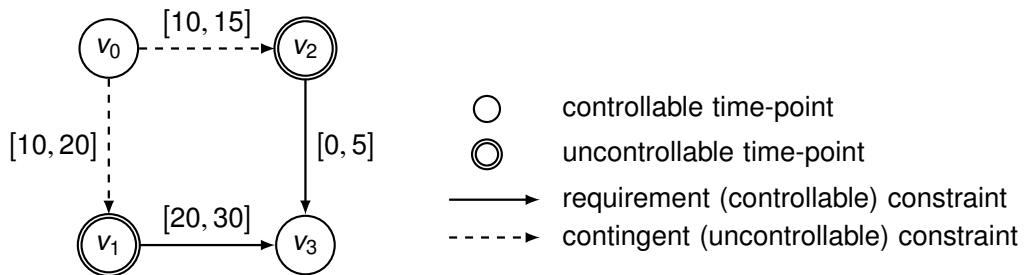 [10, 15]
v0
v2
[10, 20]
[0, 5]
[20, 30]
v1
v3
controllable time-point
uncontrollable time-point
requirement (controllable) constraint
contingent (uncontrollable) constraint